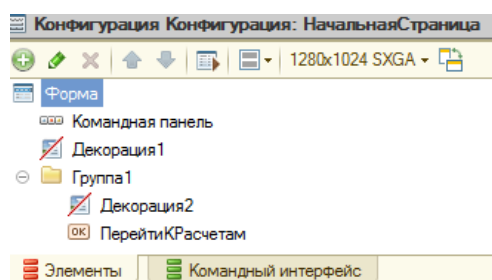 Конфигурация Конфигурация: НачальнаяСтраница
1280x1024 SXGA
Форма
Командная панель
Декорация1
Группа1
Декорация2
OK ПерейтиКРасчетам
Элементы Командный интерфейс